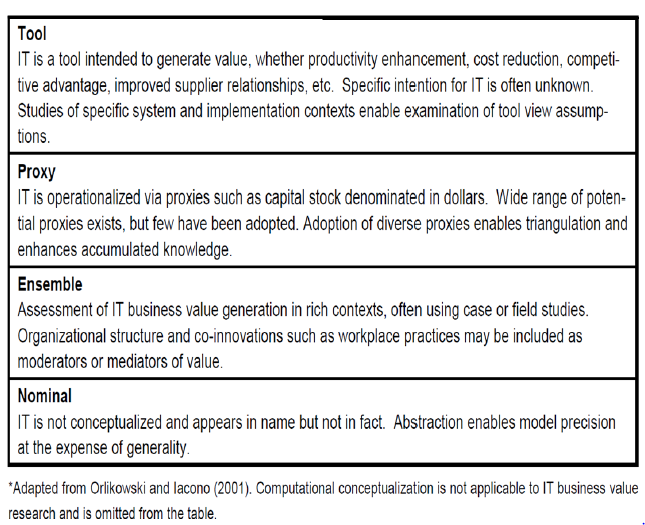 Tool
IT is a tool intended to generate value, whether productivity enhancement, cost reduction, competi-
tive advantage, improved supplier relationships, etc.  Specific intention for IT is often unknown.
Studies of specific system and implementation contexts enable examination of tool view assump-
tions.
Proxy
IT is operationalized via proxies such as capital stock denominated in dollars.  Wide range of poten-
tial proxies exists, but few have been adopted. Adoption of diverse proxies enables triangulation and
enhances accumulated knowledge.
Ensemble
Assessment of IT business value generation in rich contexts, often using case or field studies.
Organizational structure and co-innovations such as workplace practices may be included as
moderators or mediators of value.
Nominal
IT is not conceptualized and appears in name but not in fact.  Abstraction enables model precision
at the expense of generality.
*Adapted from Orlikowski and Iacono (2001). Computational conceptualization is not applicable to IT business value
research and is omitted from the table.